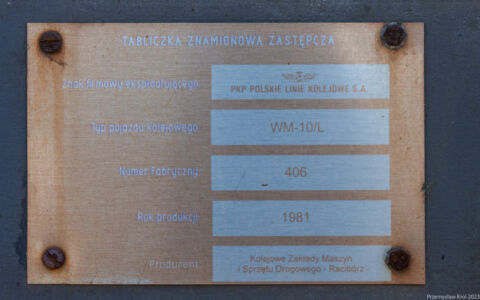 TABLICZKA ZNAMIONOWA ZASTĘPCZA
Znak firmowy eksploatującego:
PKP POLSKIE LINIE KOLEJOWE S.A.
Typ pojazdu kolejowego:
WM-10/L
Numer Fabryczny:
406
Rok produkcji:
1981
Producent:
Kolejowe Zakłady Maszyn
i Sprzętu Drogowego - Racibórz
Przemysław Król 2023